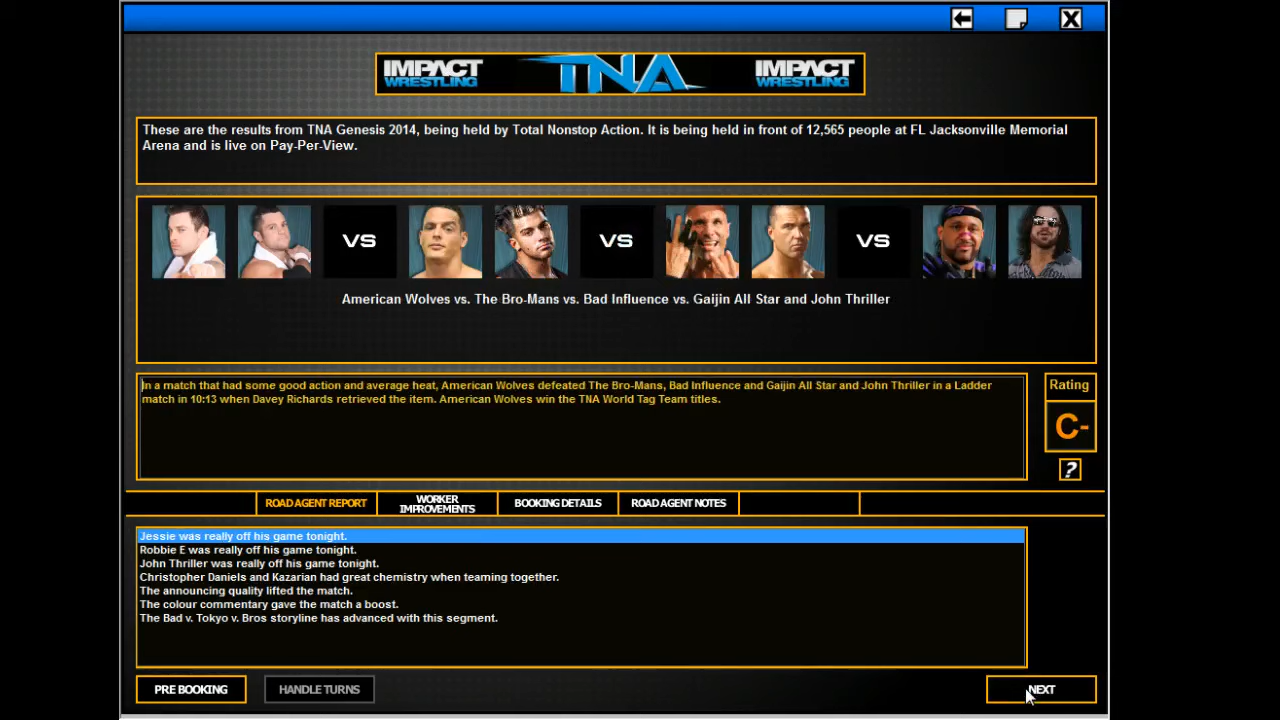 IMPACT
WRESTLING
TNA
IMPACT
WRESTLING
These are the results from TNA Genesis 2014, being held by Total Nonstop Action. It is being held in front of 12,565 people at FL Jacksonville Memorial
Arena and is live on Pay-Per-View.
VS
VS
VS
American Wolves vs. The Bro-Mans vs. Bad Influence vs. Gaijin All Star and John Thriller
In a match that had some good action and average heat, American Wolves defeated The Bro-Mans, Bad Influence and Gaijin All Star and John Thriller in a Ladder
match in 10:13 when Davey Richards retrieved the item. American Wolves win the TNA World Tag Team titles.
Rating
C-
?
ROAD AGENT REPORT
WORKER
IMPROVEMENTS
BOOKING DETAILS
ROAD AGENT NOTES
Jessie was really off his game tonight.
Robbie E was really off his game tonight.
John Thriller was really off his game tonight.
Christopher Daniels and Kazarian had great chemistry when teaming together.
The announcing quality lifted the match.
The colour commentary gave the match a boost.
The Bad v. Tokyo v. Bros storyline has advanced with this segment.
PRE BOOKING
HANDLE TURNS
NEXT